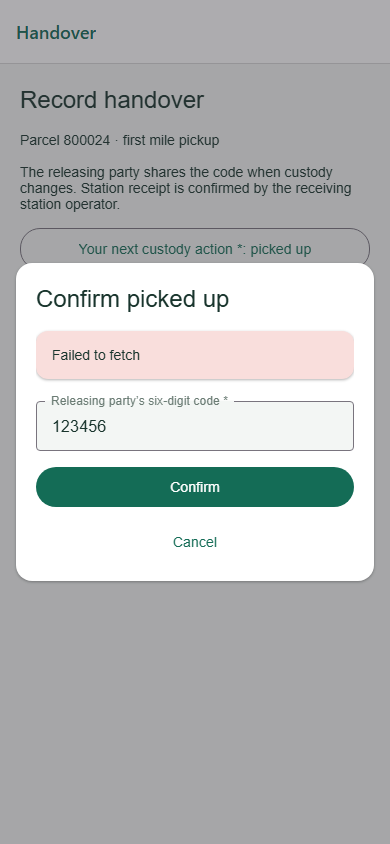 Handover
Record handover
Parcel 800024 · first mile pickup
The releasing party shares the code when custody
changes. Station receipt is confirmed by the receiving
station operator.
Your next custody action *: picked up
Confirm picked up
Failed to fetch
Releasing party's six-digit code *
123456
Confirm
Cancel